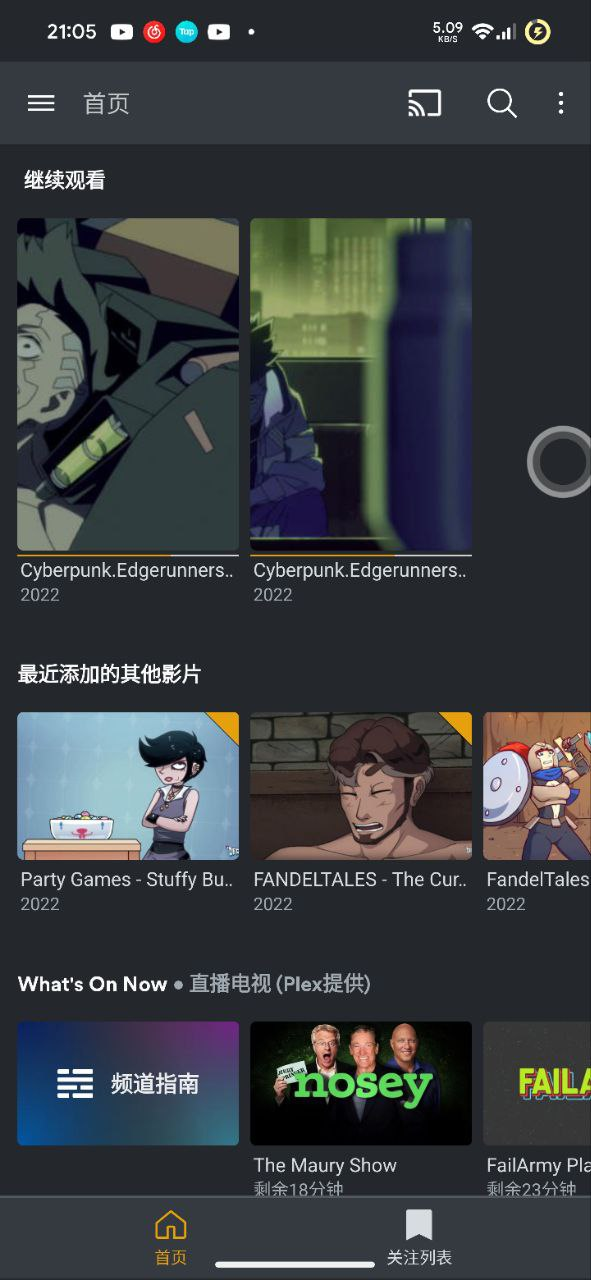 21:05
5.09
KB/S
首页
继续观看
Cyberpunk.Edgerunners..
2022
Cyberpunk.Edgerunners..
2022
最近添加的其他影片
Party Games - Stuffy Bu..
2022
FANDELTALES - The Cur..
2022
FandelTales
2022
What's On Now • 直播电视 (Plex提供)
频道指南
nosey
FAILA
The Maury Show
剩余18分钟
FailArmy Pla
剩余23分钟
首页
关注列表